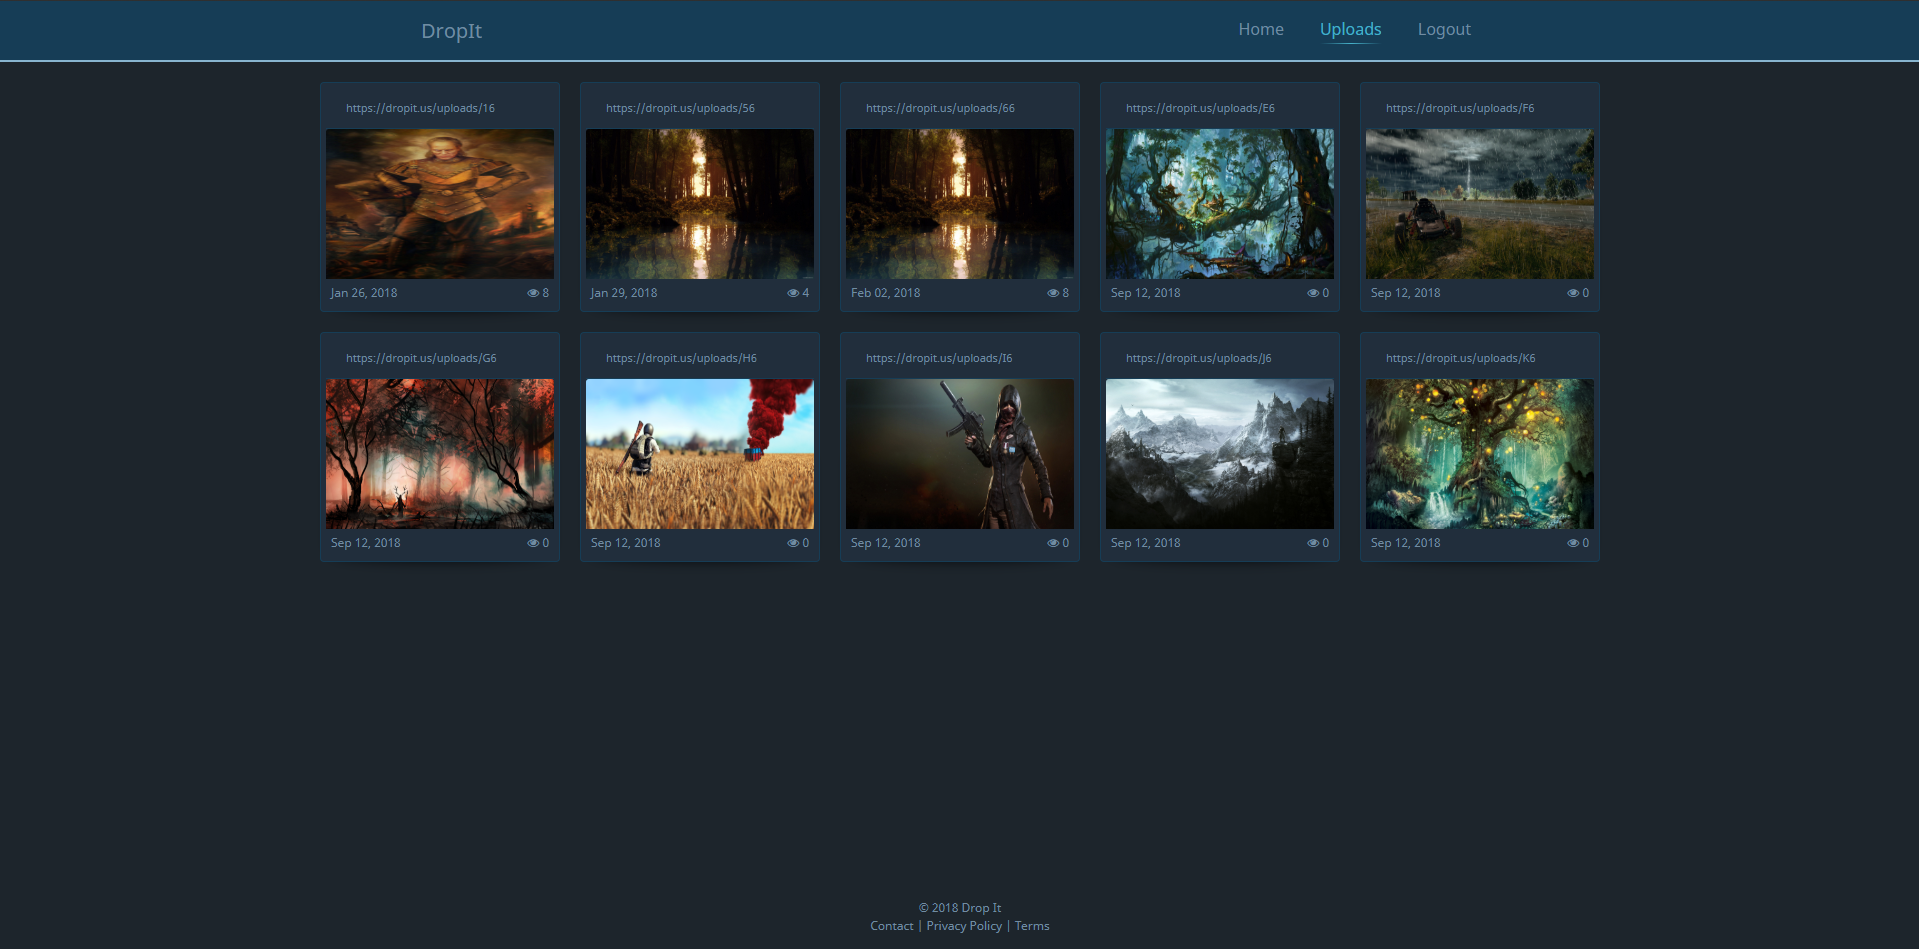 DropIt
Home Uploads Logout
https://dropit.us/uploads/16
https://dropit.us/uploads/56
https://dropit.us/uploads/66
https://dropit.us/uploads/E6
https://dropit.us/uploads/F6
Jan 26, 2018 8
Jan 29, 2018 4
Feb 02, 2018 8
Sep 12, 2018 0
Sep 12, 2018 0
https://dropit.us/uploads/G6
https://dropit.us/uploads/H6
https://dropit.us/uploads/I6
https://dropit.us/uploads/J6
https://dropit.us/uploads/K6
Sep 12, 2018 0
Sep 12, 2018 0
Sep 12, 2018 0
Sep 12, 2018 0
Sep 12, 2018 0
© 2018 Drop It
Contact | Privacy Policy | Terms